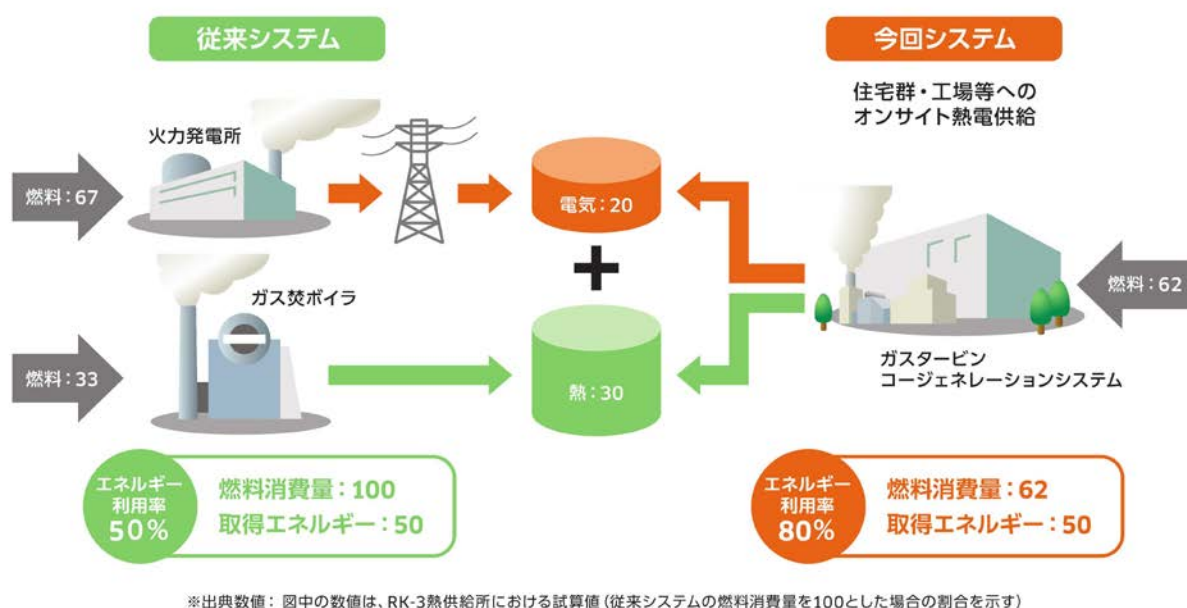 従来システム
今回システム
住宅群・工場等への
オンサイト熱電供給
火力発電所
燃料:67
電気:20
+
燃料:62
ガス焚ボイラ
燃料:33
熱:30
ガスタービン
コージェネレーションシステム
エネルギー
利用率
50%
燃料消費量:100
取得エネルギー:50
エネルギー
利用率
80%
燃料消費量:62
取得エネルギー:50
※出典数値: 図中の数値は、RK-3熱供給所における試算値(従来システムの燃料消費量を100とした場合の割合を示す)